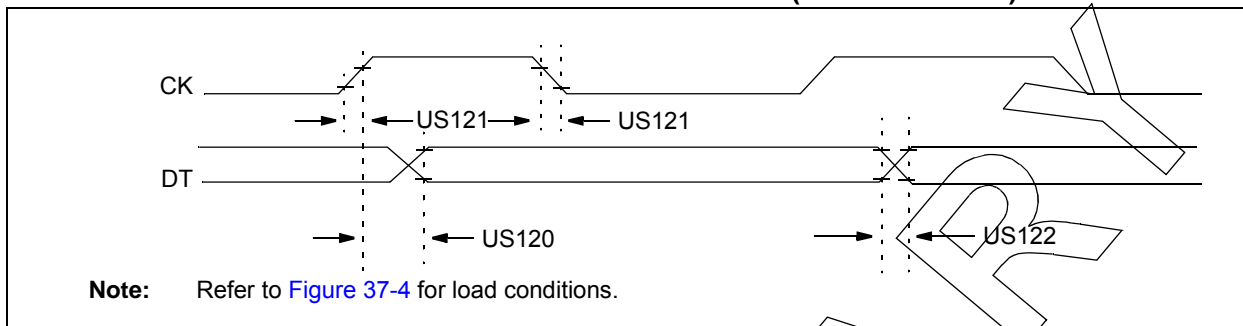 CK
US121
US121
DT
US120
US122
Note: Refer to Figure 37-4 for load conditions.